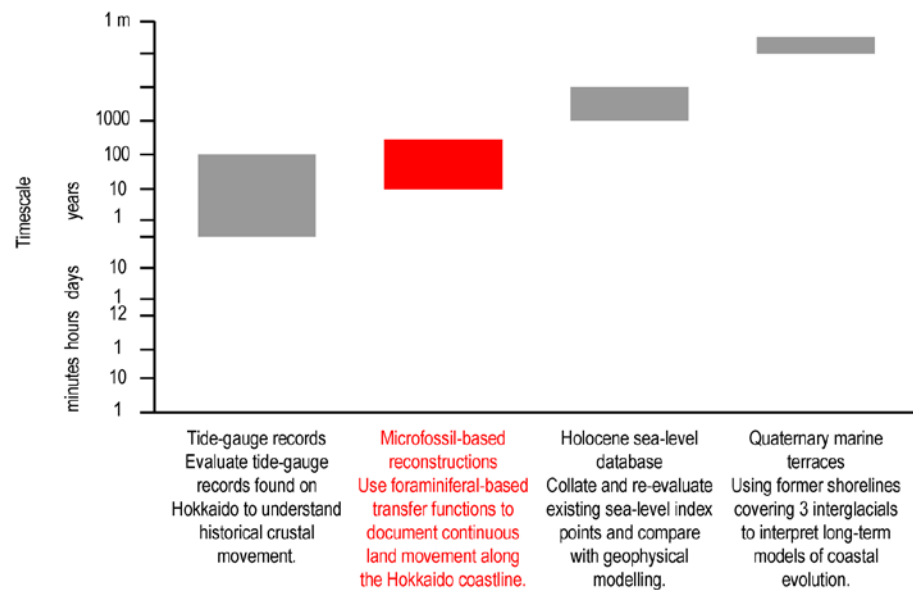 1 m
1000
100
10
1
10
1
12
1
10
1
Timescale
years
days
hours
minutes
Tide-gauge records
Evaluate tide-gauge
records found on
Hokkaido to understand
historical crustal
movement.
Microfossil-based
reconstructions
Use foraminiferal-based
transfer functions to
document continuous
land movement along
the Hokkaido coastline.
Holocene sea-level
database
Collate and re-evaluate
existing sea-level index
points and compare
with geophysical
modelling.
Quaternary marine
terraces
Using former shorelines
covering 3 interglacials
to interpret long-term
models of coastal
evolution.